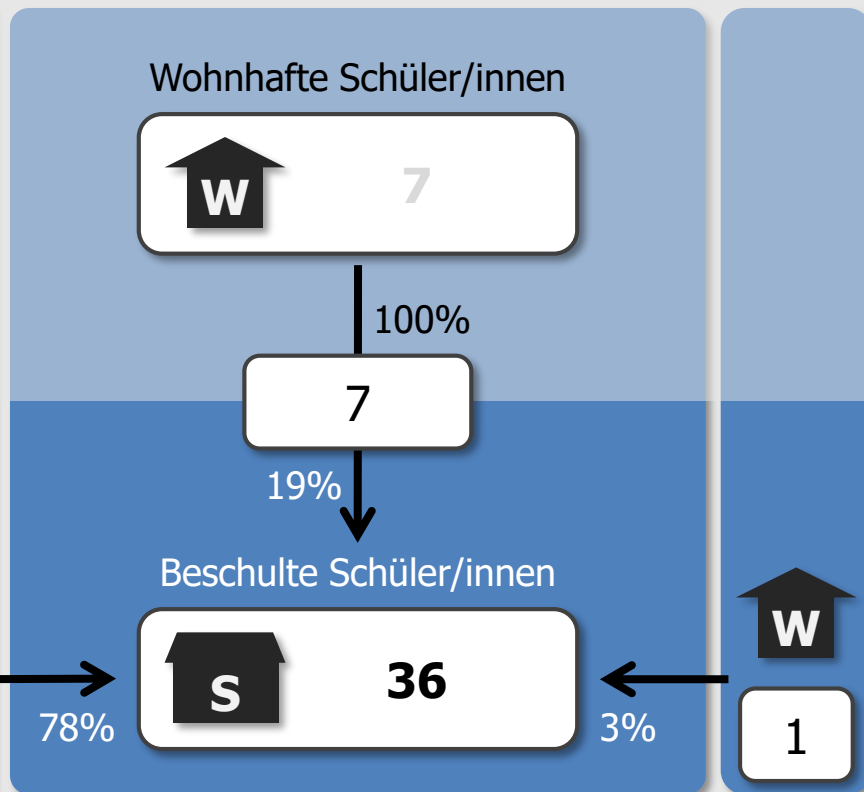 Wohnhafte Schüler/innen
W
7
100%
7
19%
Beschulte Schüler/innen
S
36
78%
3%
W
1